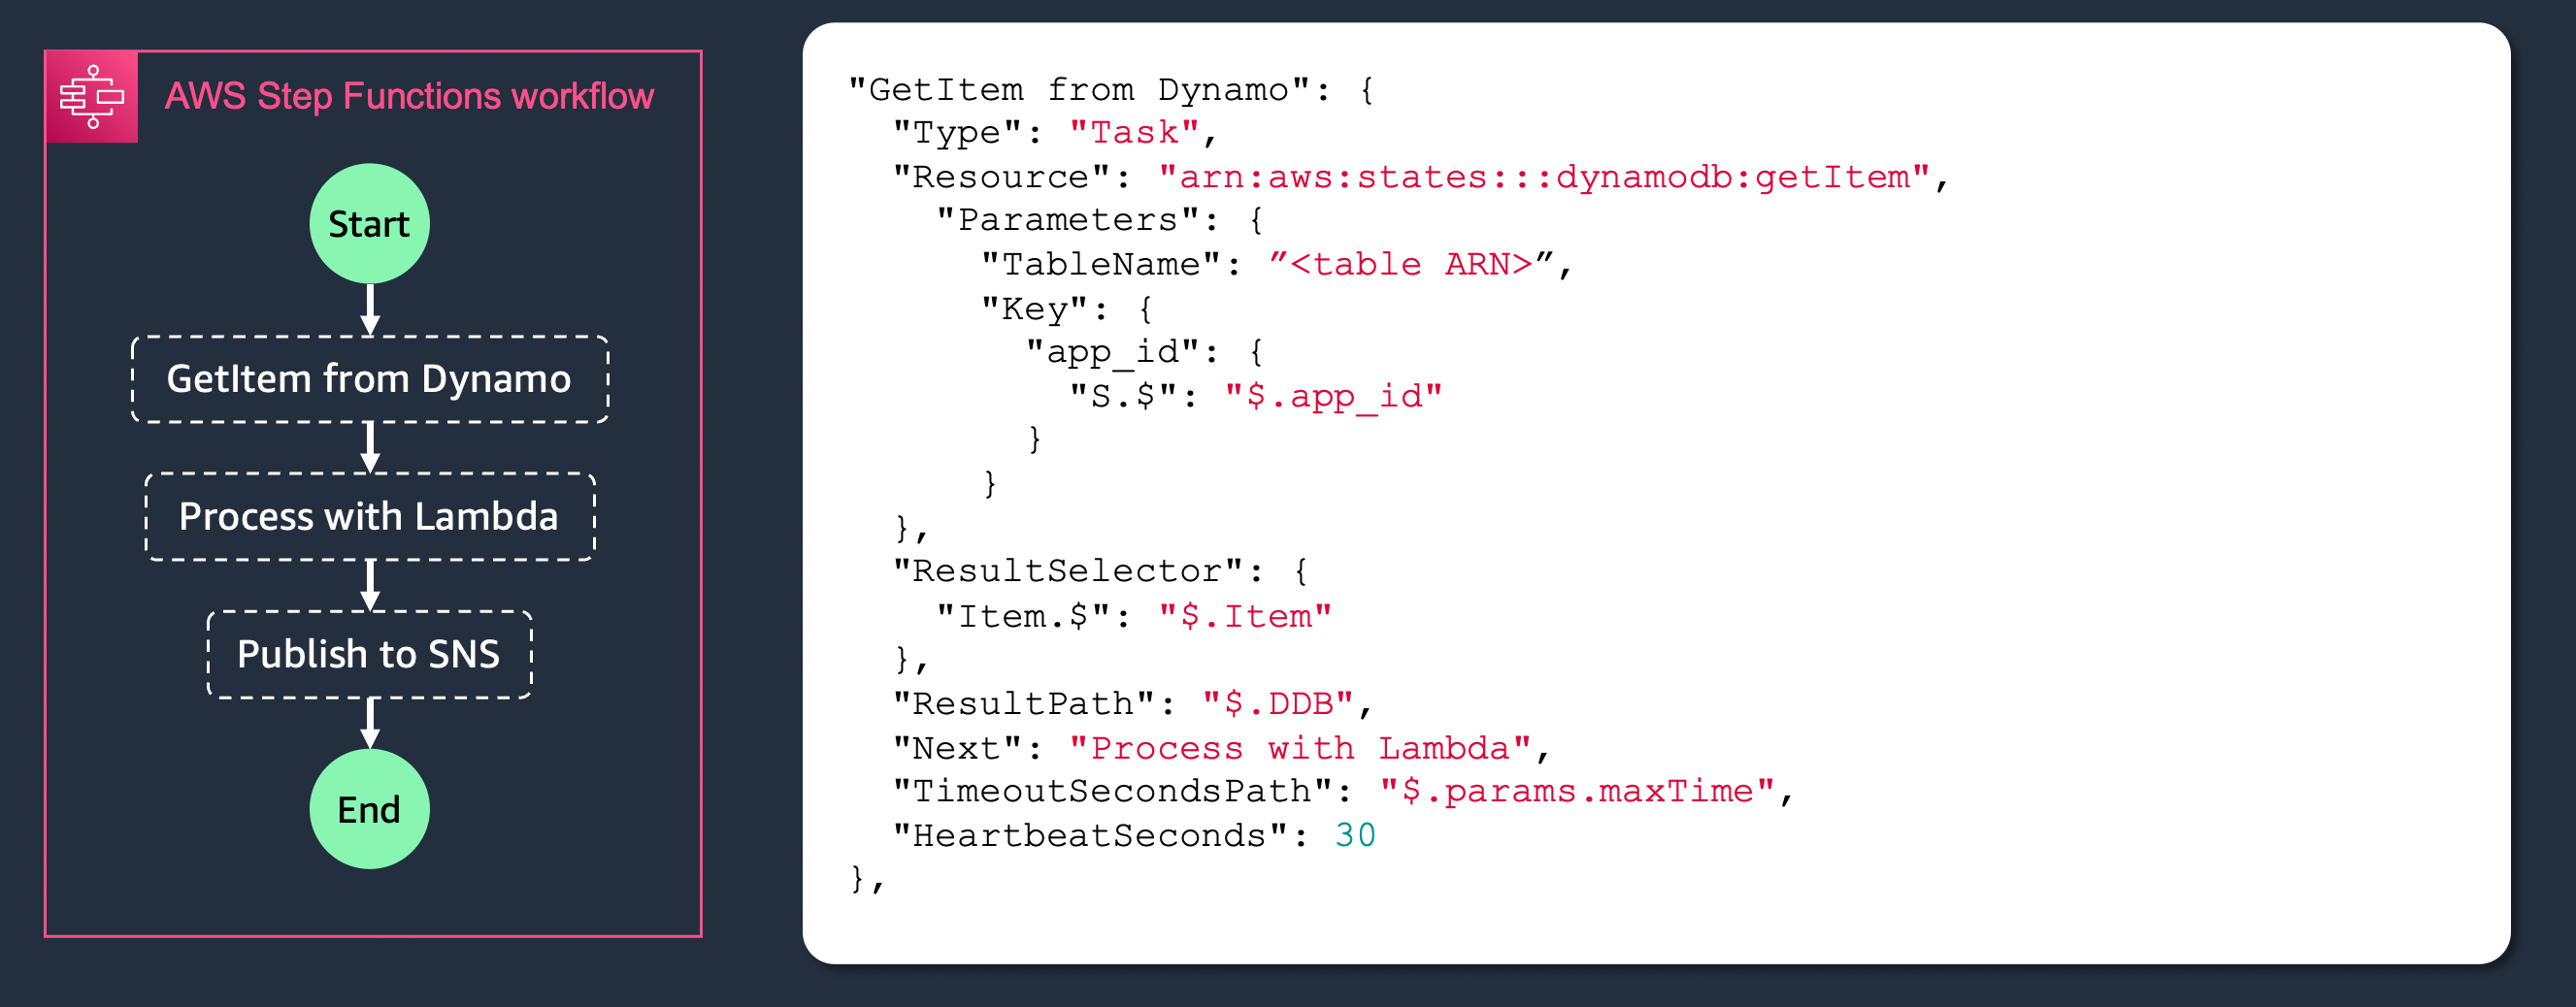 AWS Step Functions workflow
Start
GetItem from Dynamo
Process with Lambda
Publish to SNS
End
"GetItem from Dynamo": {
"Type": "Task",
"Resource": "arn:aws:states:::dynamodb:getItem",
"Parameters": {
"TableName": ”<table ARN>”,
"Key": {
"app_id": {
"S.$": "$.app_id"
}
}
},
"ResultSelector": {
"Item.$": "$.Item"
},
"ResultPath": "$.DDB",
"Next": "Process with Lambda",
"TimeoutSecondsPath": "$.params.maxTime",
"HeartbeatSeconds": 30
},